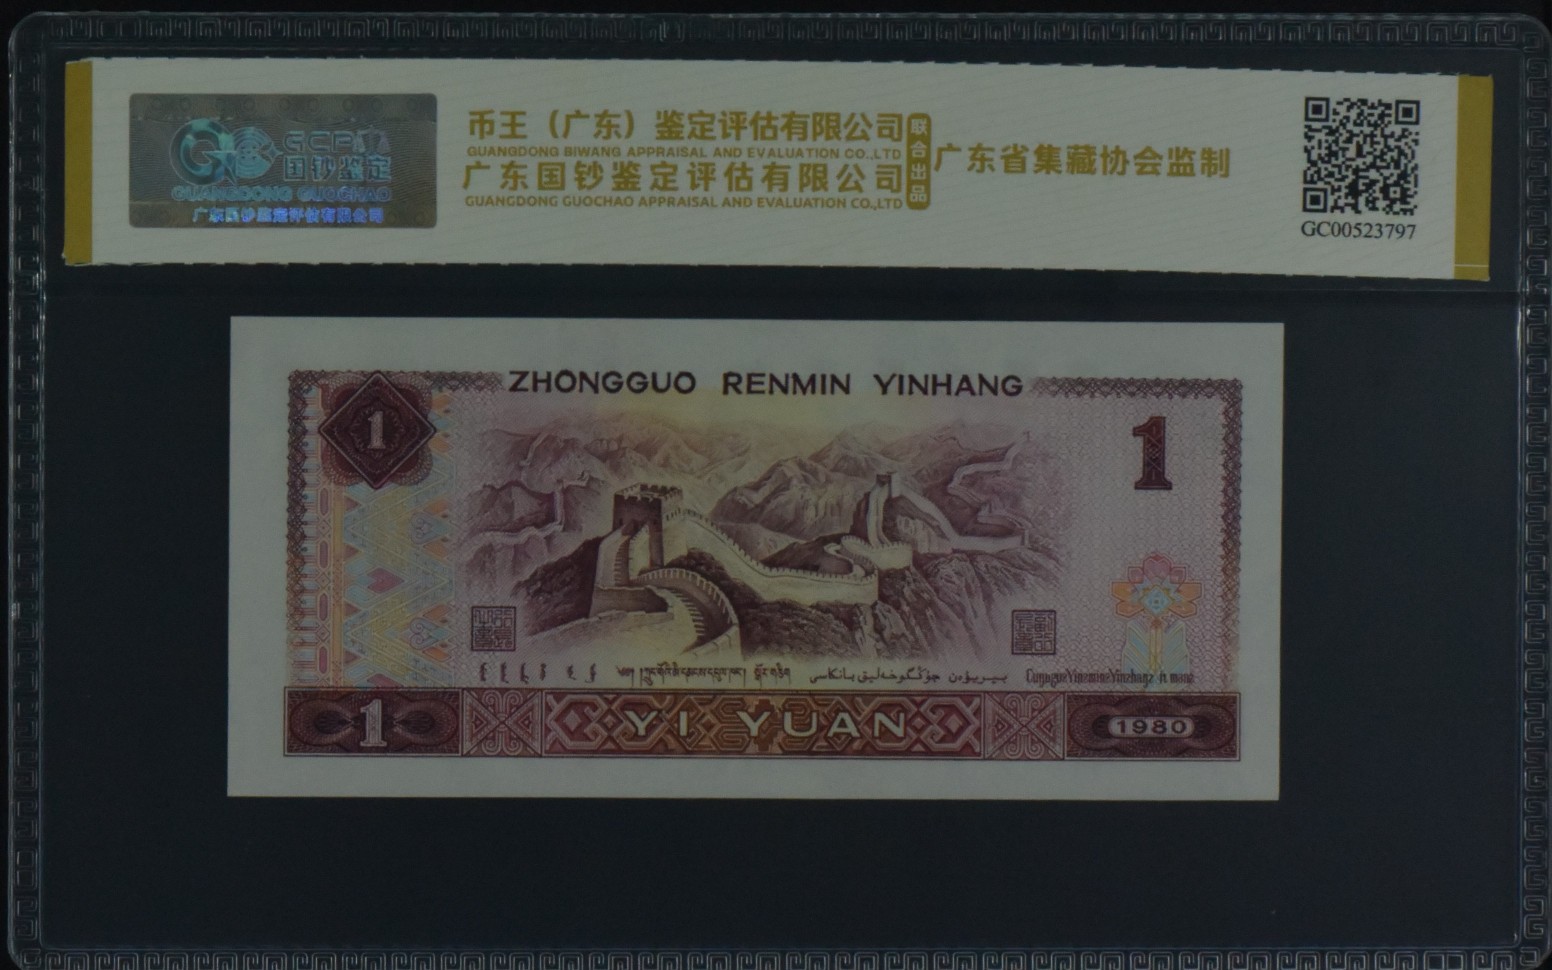 GCPA
国钞鉴定
GUANGDONG GUOCHAO
广东国钞鉴定评估有限公司
币王（广东）鉴定评估有限公司
GUANGDONG BIWANG APPRAISAL AND EVALUATION CO.,LTD
广东国钞鉴定评估有限公司
GUANGDONG GUOCHAO APPRAISAL AND EVALUATION CO.,LTD
联合出品
广东省集藏协会监制
GC00523797
ZHONGGUO RENMIN YINHANG
1
1
1
YI YUAN
1980